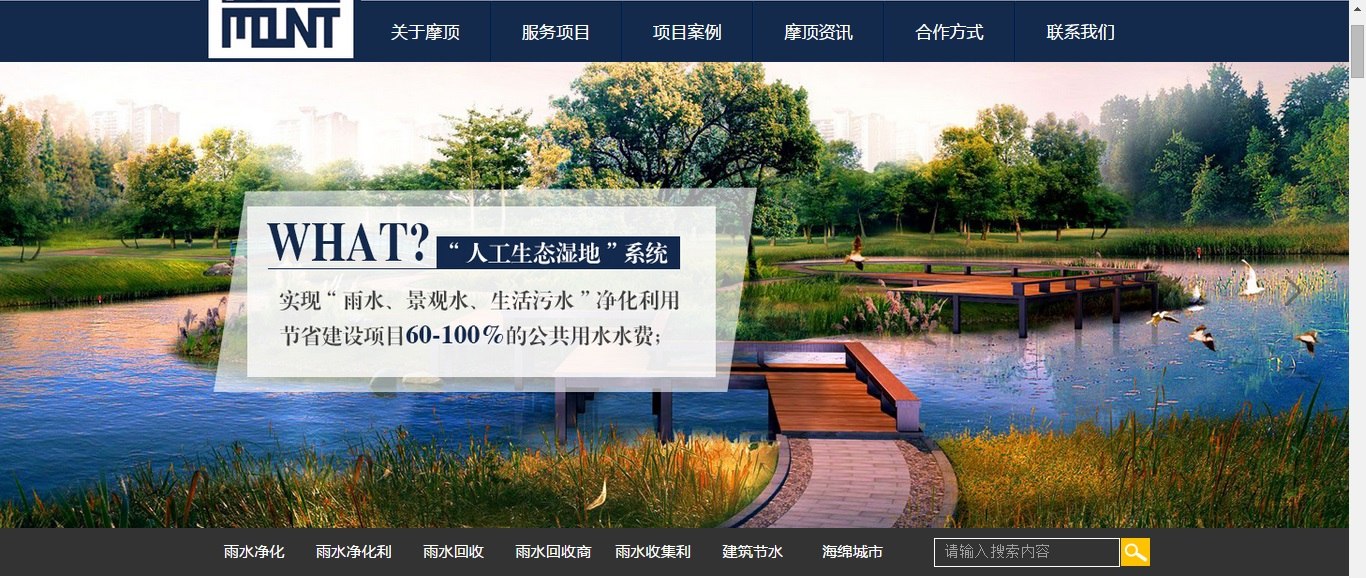 MOUNT
关于摩顶 服务项目 项目案例 摩顶资讯 合作方式 联系我们
WHAT? “人工生态湿地”系统
实现“雨水、景观水、生活污水”净化利用
节省建设项目60-100%的公共用水水费；
雨水净化 雨水净化利 雨水回收 雨水回收商 雨水收集利 建筑节水 海绵城市 请输入搜索内容